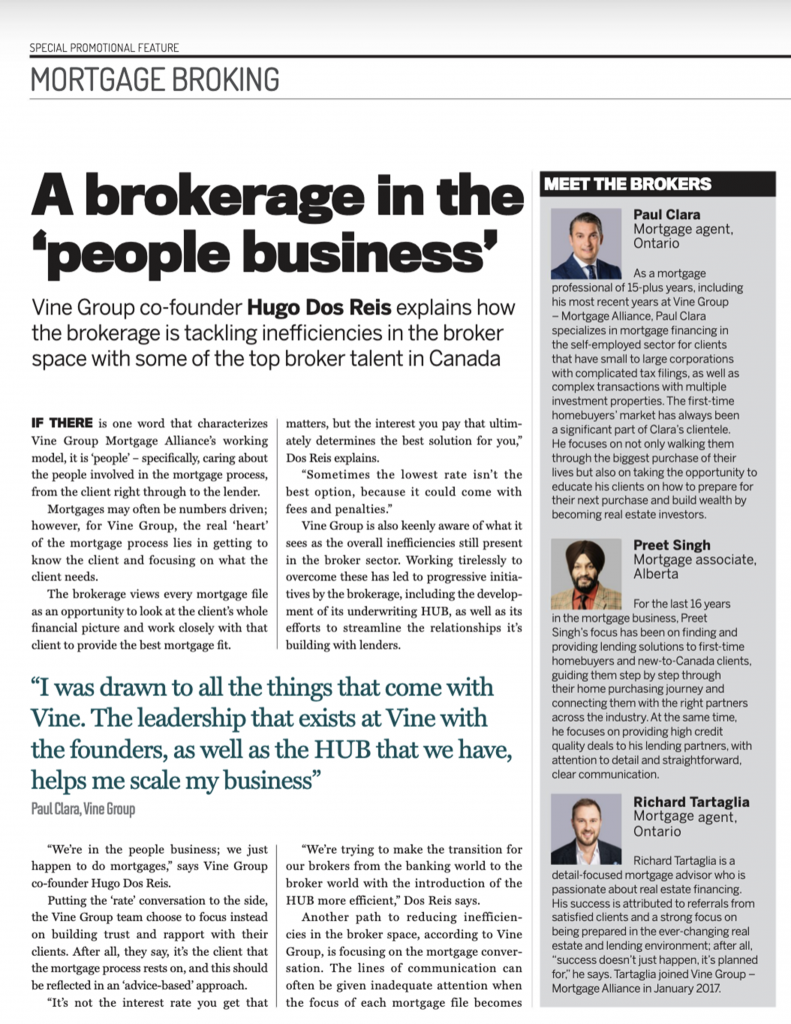 SPECIAL PROMOTIONAL FEATURE
MORTGAGE BROKING
A brokerage in the
‘people business’
Vine Group co-founder Hugo Dos Reis explains how
the brokerage is tackling inefficiencies in the broker
space with some of the top broker talent in Canada
IF THERE is one word that characterizes
Vine Group Mortgage Alliance’s working
model, it is ‘people’ – specifically, caring about
the people involved in the mortgage process,
from the client right through to the lender.
Mortgages may often be numbers driven;
however, for Vine Group, the real ‘heart’
of the mortgage process lies in getting to
know the client and focusing on what the
client needs.
The brokerage views every mortgage file
as an opportunity to look at the client’s whole
financial picture and work closely with that
client to provide the best mortgage fit.
“I was drawn to all the things that come with
Vine. The leadership that exists at Vine with
the founders, as well as the HUB that we have,
helps me scale my business”
Paul Clara, Vine Group
“We’re in the people business; we just
happen to do mortgages,” says Vine Group
co-founder Hugo Dos Reis.
Putting the ‘rate’ conversation to the side,
the Vine Group team choose to focus instead
on building trust and rapport with their
clients. After all, they say, it’s the client that
the mortgage process rests on, and this should
be reflected in an ‘advice-based’ approach.
“It’s not the interest rate you get that
matters, but the interest you pay that ultim-
ately determines the best solution for you,”
Dos Reis explains.
“Sometimes the lowest rate isn’t the
best option, because it could come with
fees and penalties.”
Vine Group is also keenly aware of what it
sees as the overall inefficiencies still present
in the broker sector. Working tirelessly to
overcome these has led to progressive initia-
tives by the brokerage, including the develop-
ment of its underwriting HUB, as well as its
efforts to streamline the relationships it’s
building with lenders.
“We’re trying to make the transition for
our brokers from the banking world to the
broker world with the introduction of the
HUB more efficient,” Dos Reis says.
Another path to reducing inefficien-
cies in the broker space, according to Vine
Group, is focusing on the mortgage conver-
sation. The lines of communication can
often be given inadequate attention when
the focus of each mortgage file becomes
MEET THE BROKERS
Paul Clara
Mortgage agent,
Ontario
As a mortgage
professional of 15-plus years, including
his most recent years at Vine Group
– Mortgage Alliance, Paul Clara
specializes in mortgage financing in
the self-employed sector for clients
that have small to large corporations
with complicated tax filings, as well as
complex transactions with multiple
investment properties. The first-time
homebuyers’ market has always been
a significant part of Clara’s clientele.
He focuses on not only walking them
through the biggest purchase of their
lives but also on taking the opportunity to
educate his clients on how to prepare for
their next purchase and build wealth by
becoming real estate investors.
Preet Singh
Mortgage associate,
Alberta
For the last 16 years
in the mortgage business, Preet
Singh’s focus has been on finding and
providing lending solutions to first-time
homebuyers and new-to-Canada clients,
guiding them step by step through
their home purchasing journey and
connecting them with the right partners
across the industry. At the same time,
he focuses on providing high credit
quality deals to his lending partners, with
attention to detail and straightforward,
clear communication.
Richard Tartaglia
Mortgage agent,
Ontario
Richard Tartaglia is a
detail-focused mortgage advisor who is
passionate about real estate financing.
His success is attributed to referrals from
satisfied clients and a strong focus on
being prepared in the ever-changing real
estate and lending environment; after all,
“success doesn’t just happen, it’s planned
for,” he says. Tartaglia joined Vine Group –
Mortgage Alliance in January 2017.